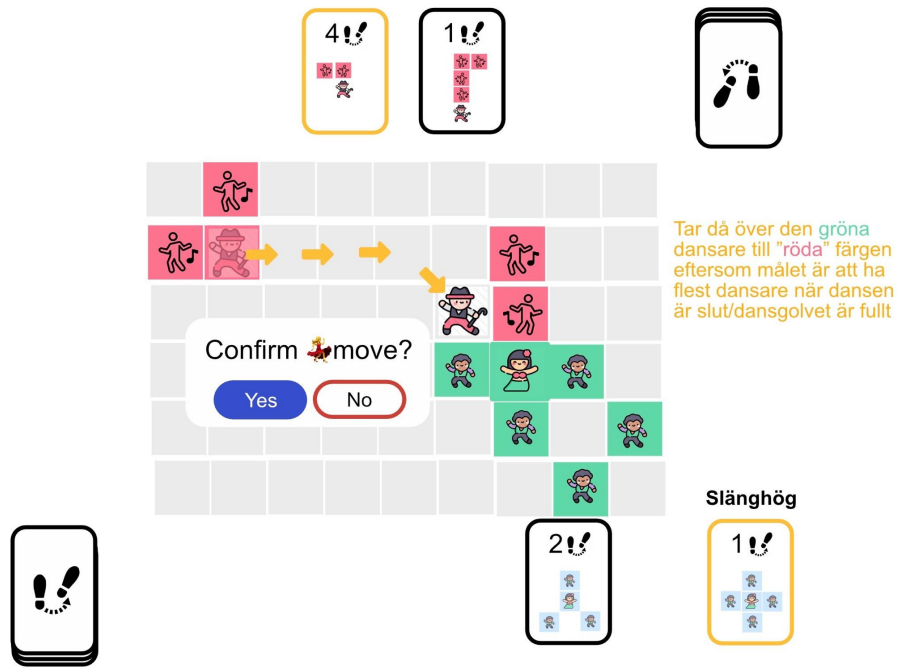 4
1
Tar då över den gröna
dansare till "röda" färgen
eftersom målet är att ha
flest dansare när dansen
är slut/dansgolvet är fullt
Confirm 💃move?
Yes
No
Slänghög
2
1